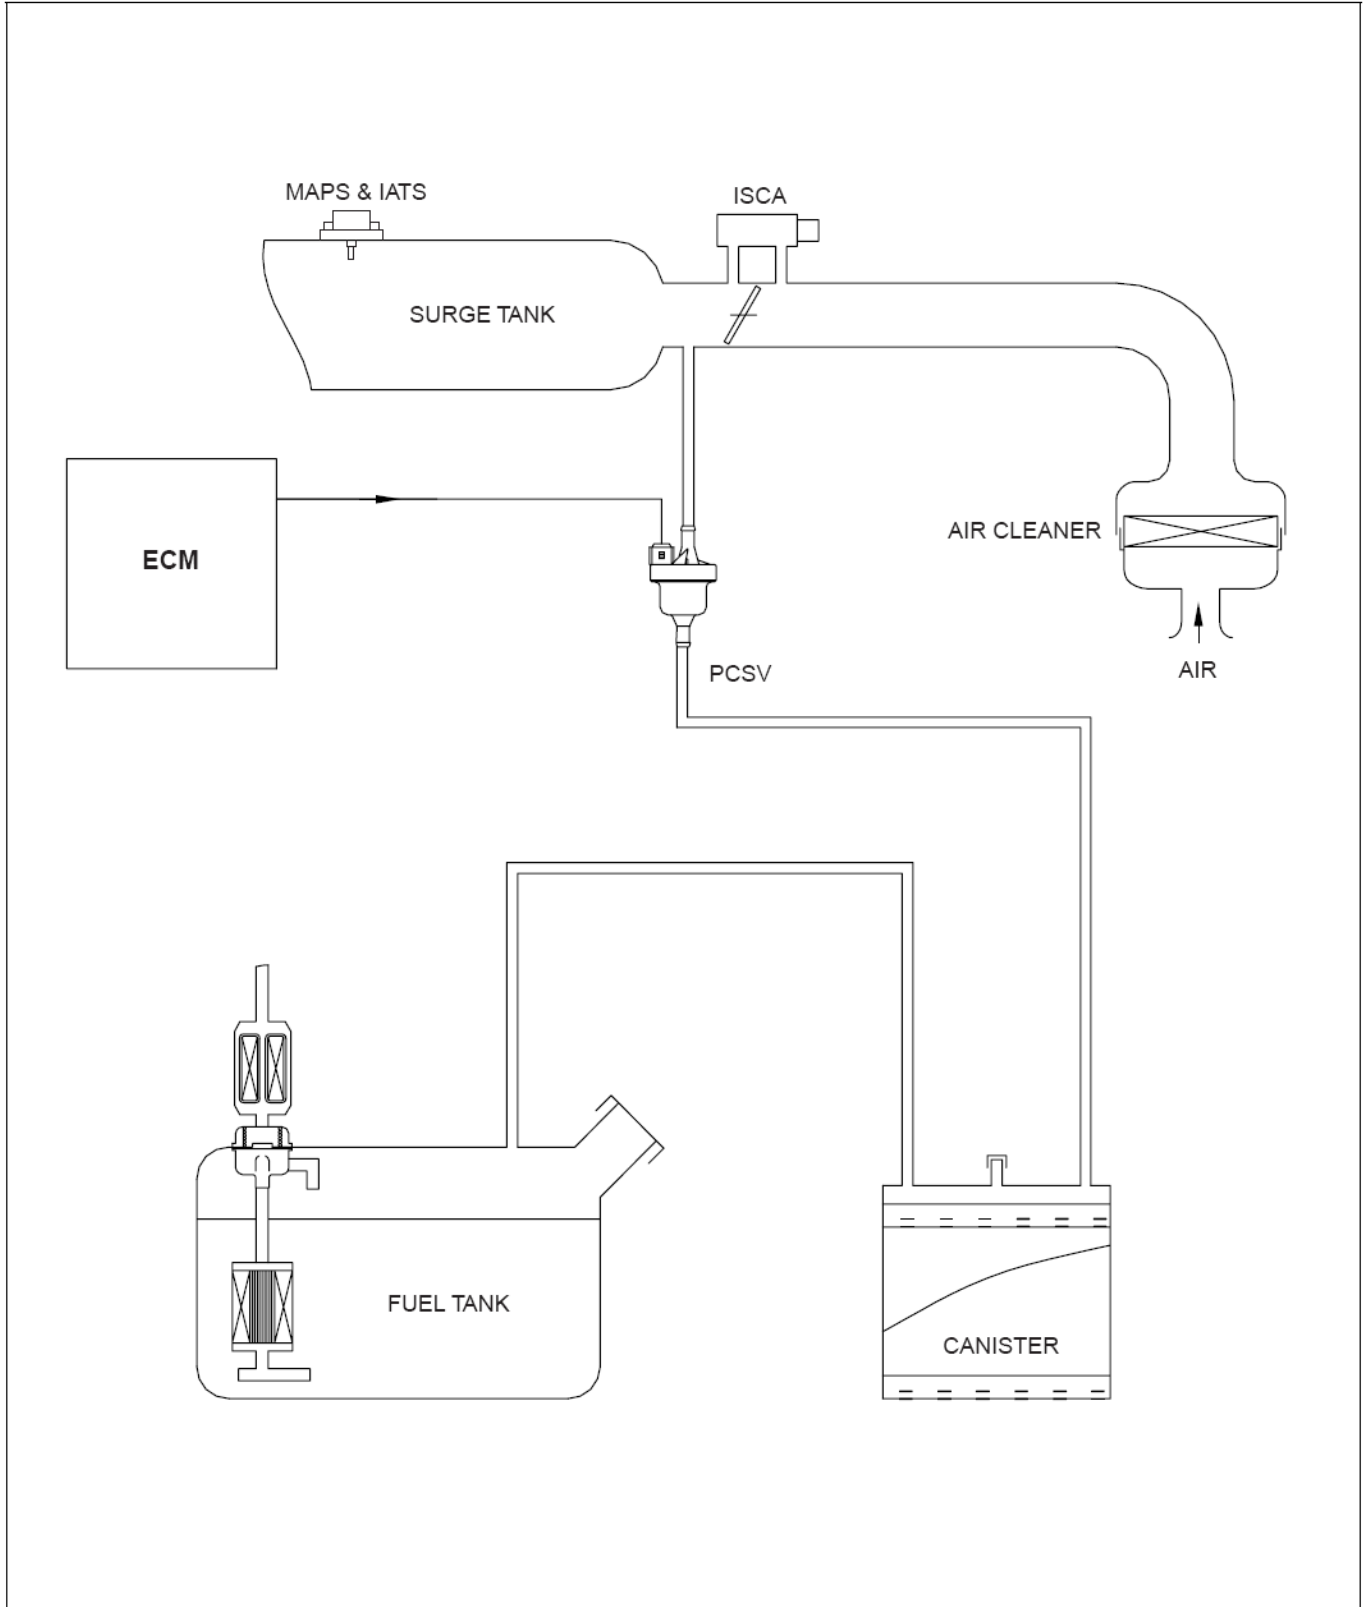 MAPS & IATS
ISCA
SURGE TANK
ECM
AIR CLEANER
PCSV
AIR
FUEL TANK
CANISTER